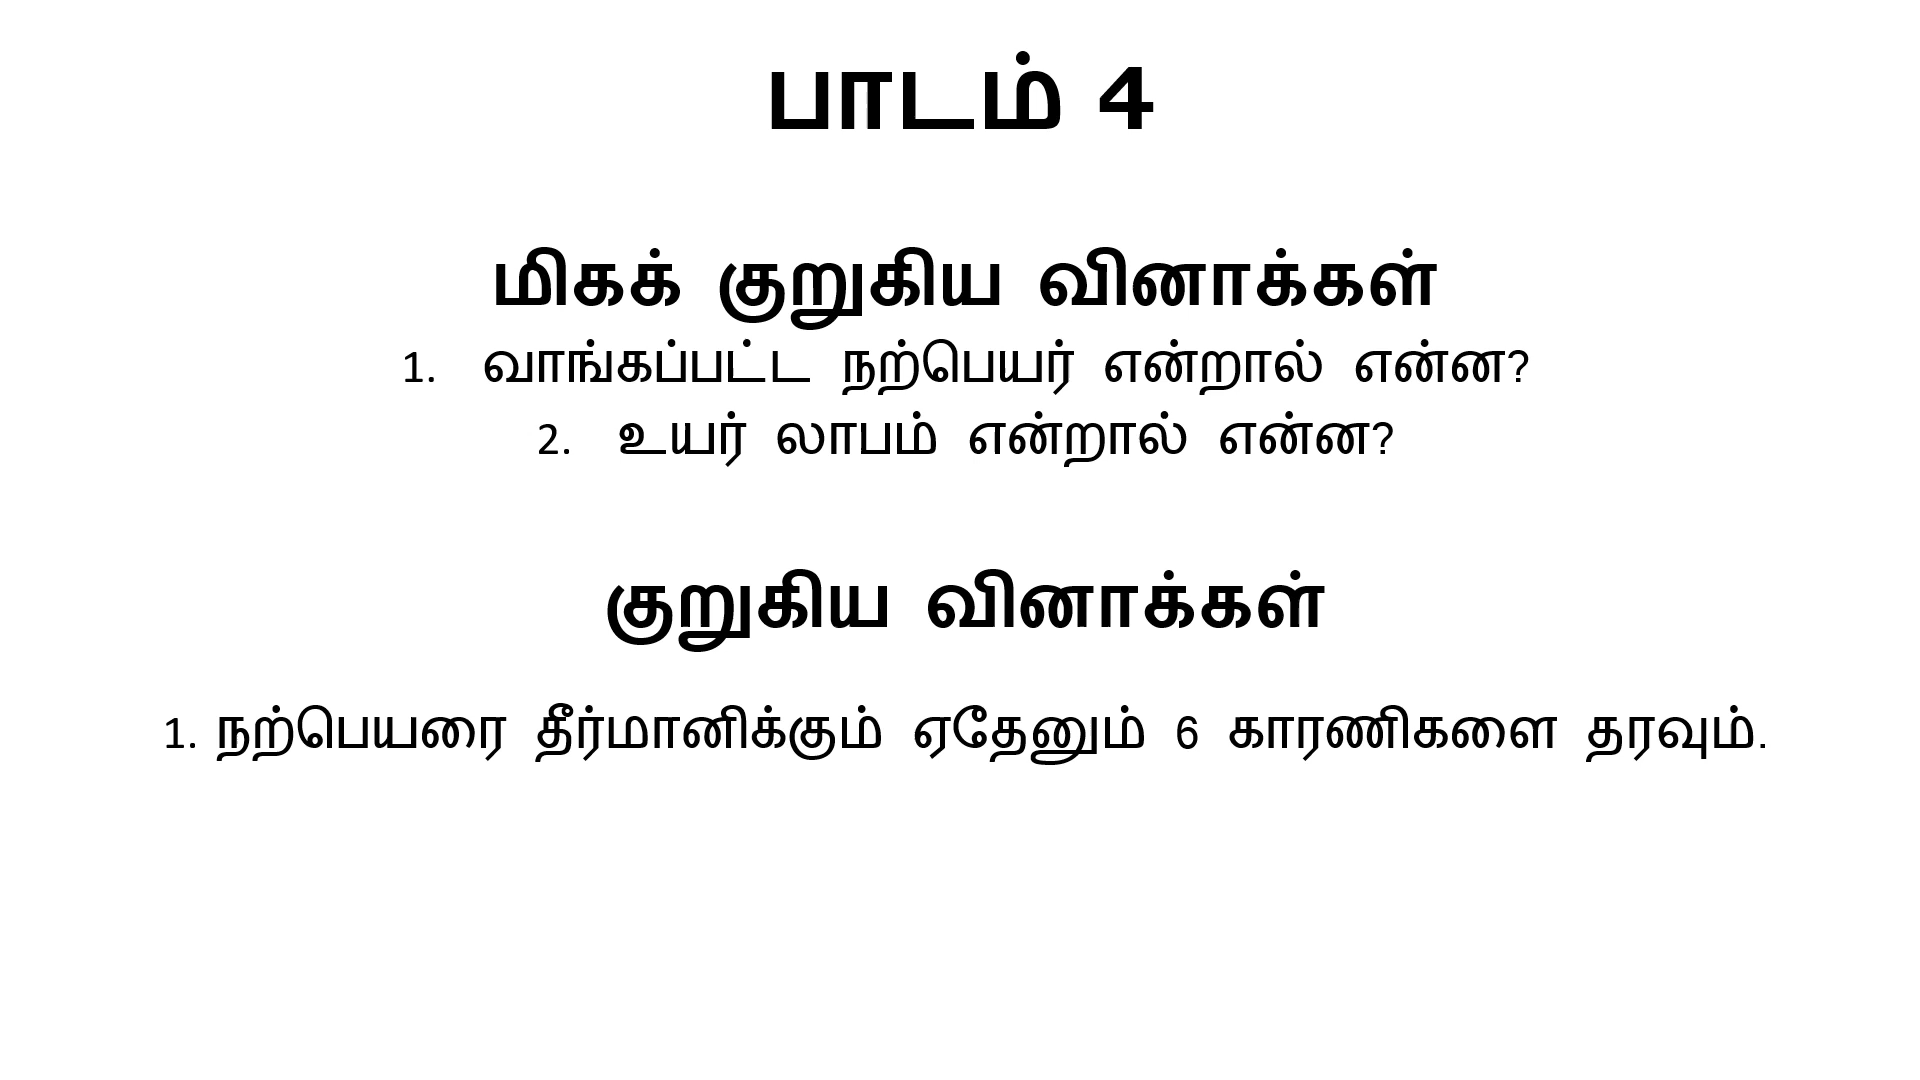 பாடம் 4
மிகக் குறுகிய வினாக்கள்
1. வாங்கப்பட்ட நற்பெயர் என்றால் என்ன?
2. உயர் லாபம் என்றால் என்ன?
குறுகிய வினாக்கள்
1. நற்பெயரை தீர்மானிக்கும் ஏதேனும் 6 காரணிகளை தரவும்.